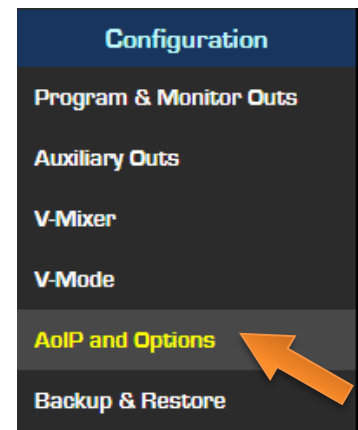 Configuration
Program & Monitor Outs
Auxiliary Outs
V-Mixer
V-Mode
AoIP and Options
Backup & Restore